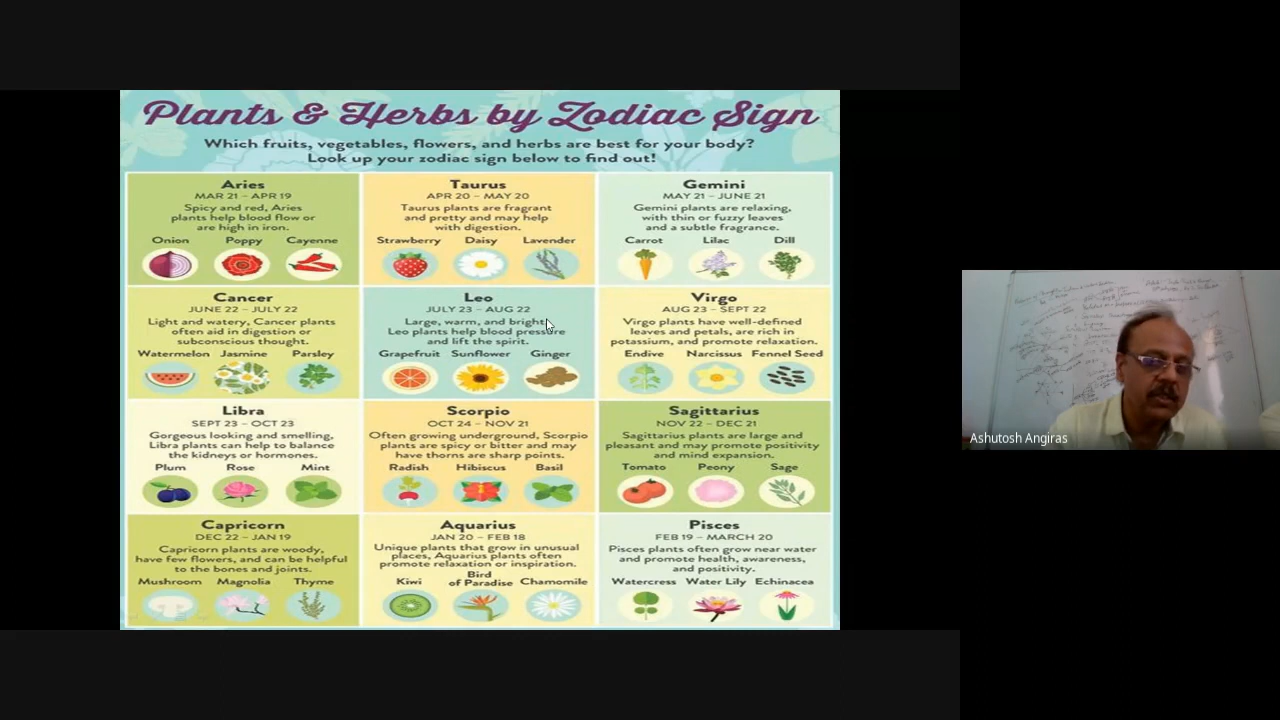 Plants & Herbs by Zodiac Sign
Which fruits, vegetables, flowers, and herbs are best for your body?
Look up your zodiac sign below to find out!
Aries
MAR 21 – APR 19
Spicy and red, Aries
plants help blood flow or
are high in iron.
Onion Poppy Cayenne
Taurus
APR 20 – MAY 20
Taurus plants are fragrant
and pretty and may help
with digestion.
Strawberry Daisy Lavender
Gemini
MAY 21 – JUNE 21
Gemini plants are relaxing,
with thin or fuzzy leaves
and a subtle fragrance.
Carrot Lilac Dill
Cancer
JUNE 22 – JULY 22
Light and watery, Cancer plants
often aid in digestion or
subconscious thought.
Watermelon Jasmine Parsley
Leo
JULY 23 – AUG 22
Large, warm, and bright,
Leo plants help blood pressure
and lift the spirit.
Grapefruit Sunflower Ginger
Virgo
AUG 23 – SEPT 22
Virgo plants have well-defined
leaves and petals, are rich in
potassium, and promote relaxation.
Endive Narcissus Fennel Seed
Libra
SEPT 23 – OCT 23
Gorgeous looking and smelling,
Libra plants can help to balance
the kidneys or hormones.
Plum Rose Mint
Scorpio
OCT 24 – NOV 21
Often growing underground, Scorpio
plants are spicy or bitter and may
have thorns are sharp points.
Radish Hibiscus Basil
Sagittarius
NOV 22 – DEC 21
Sagittarius plants are large and
pleasant and may promote positivity
and mind expansion.
Tomato Peony Sage
Capricorn
DEC 22 – JAN 19
Capricorn plants are woody,
have few flowers, and can be helpful
to the bones and joints.
Mushroom Magnolia Thyme
Aquarius
JAN 20 – FEB 18
Unique plants that grow in unusual
places, Aquarius plants often
promote relaxation or inspiration.
Kiwi Bird of Paradise Chamomile
Pisces
FEB 19 – MARCH 20
Pisces plants often grow near water
and promote health, awareness,
and positivity.
Watercress Water Lily Echinacea
Ashutosh Angiras